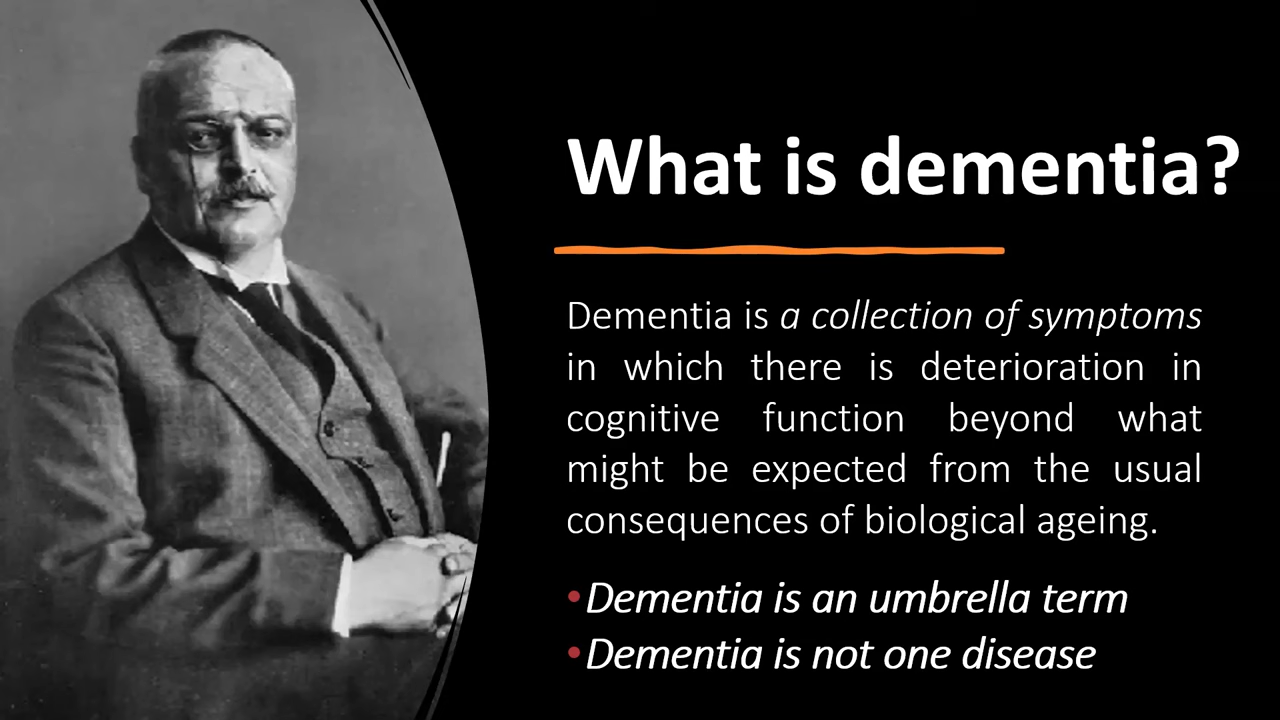 What is dementia?
Dementia is a collection of symptoms
in which there is deterioration in
cognitive function beyond what
might be expected from the usual
consequences of biological ageing.
•Dementia is an umbrella term
•Dementia is not one disease